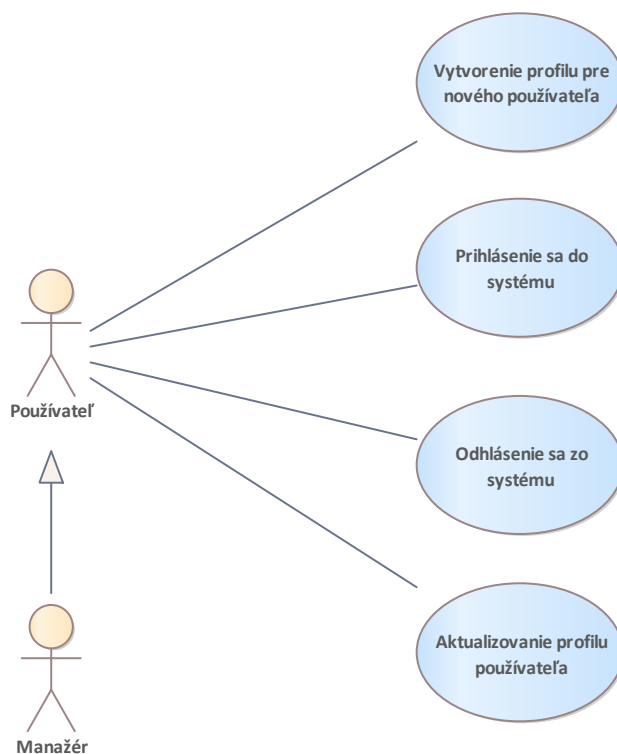 Vytvorenie profilu pre
nového používateľa
Prihlásenie sa do
systému
Používateľ
Odhlásenie sa zo
systému
Aktualizovanie profilu
používateľa
Manažér